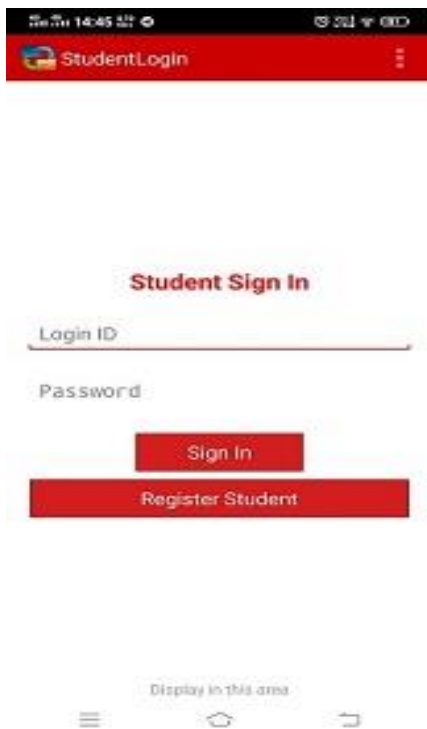 14:45
StudentLogin
Student Sign In
Login ID
Password
Sign In
Register Student
Display in this area